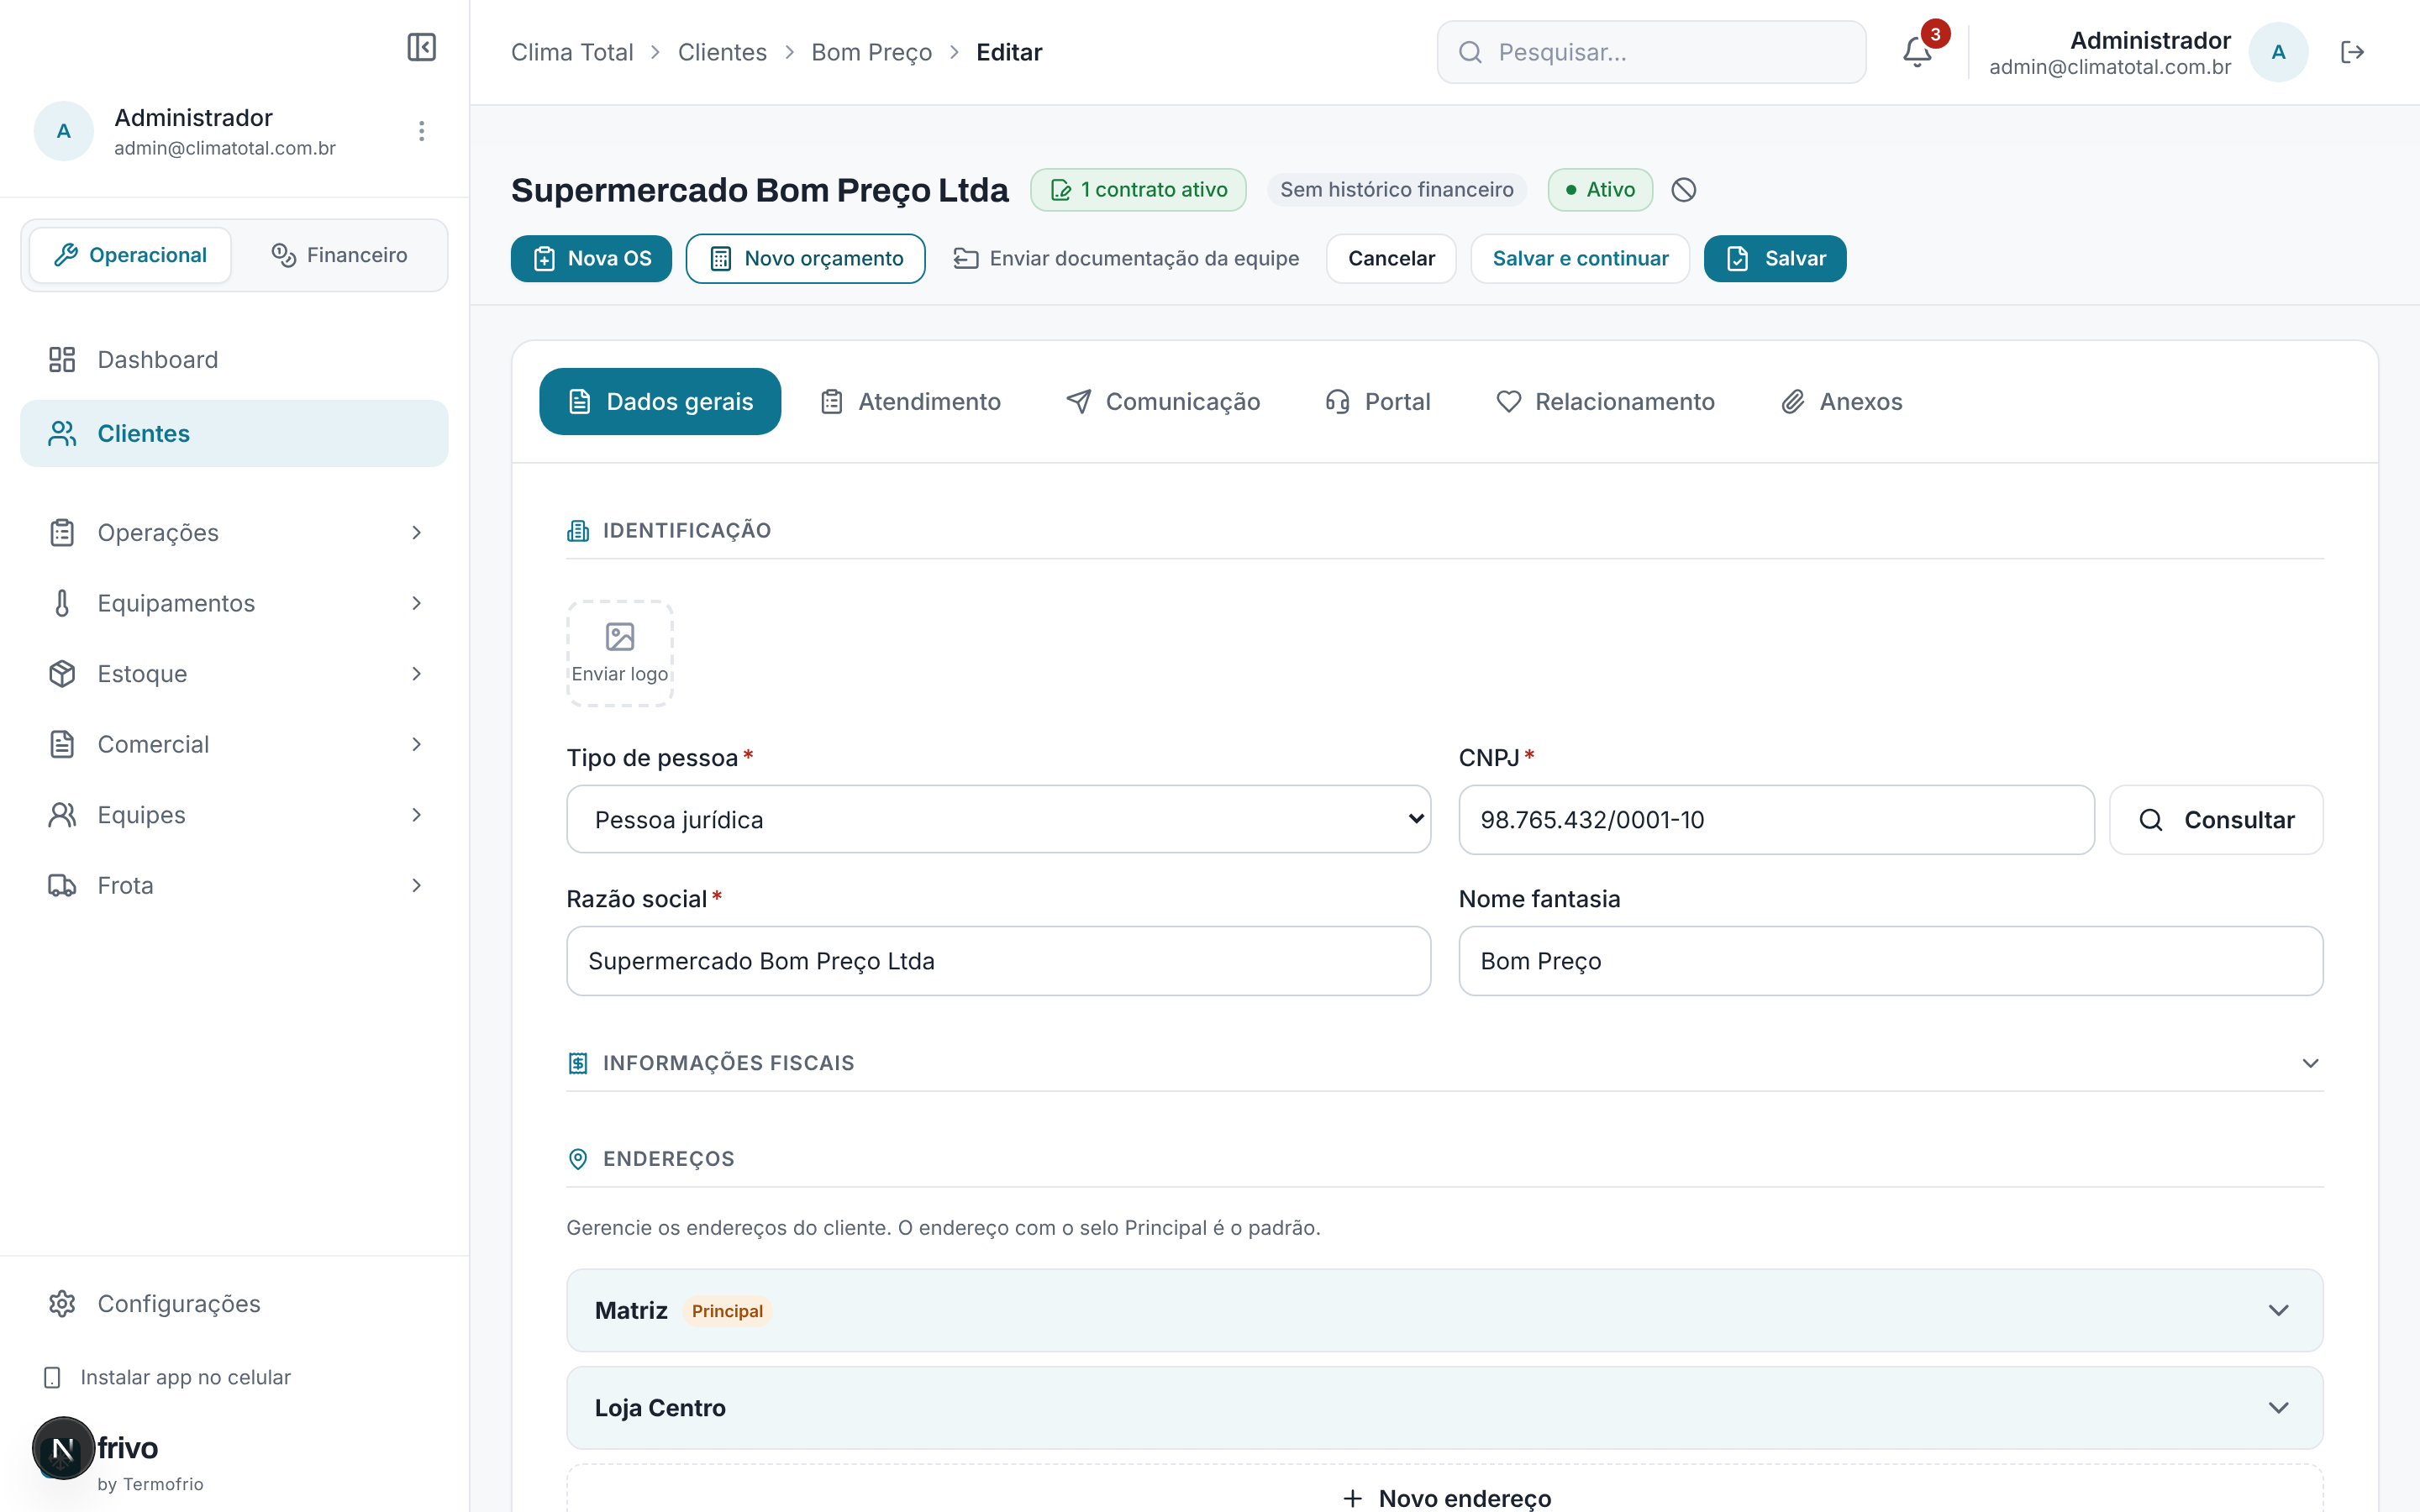 Administrador
admin@climatotal.com.br
Operacional
Financeiro
Dashboard
Clientes
Operações
Equipamentos
Estoque
Comercial
Equipes
Frota
Configurações
Instalar app no celular
N
frivo
by Termofrio
Clima Total > Clientes > Bom Preço > Editar
Pesquisar...
3
Administrador
admin@climatotal.com.br
A
A
Supermercado Bom Preço Ltda
1 contrato ativo
Sem histórico financeiro
Ativo
Nova OS
Novo orçamento
Enviar documentação da equipe
Cancelar
Salvar e continuar
Salvar
Dados gerais
Atendimento
Comunicação
Portal
Relacionamento
Anexos
IDENTIFICAÇÃO
Enviar logo
Tipo de pessoa*
Pessoa jurídica
CNPJ*
98.765.432/0001-10
Consultar
Razão social*
Supermercado Bom Preço Ltda
Nome fantasia
Bom Preço
INFORMAÇÕES FISCAIS
ENDEREÇOS
Gerencie os endereços do cliente. O endereço com o selo Principal é o padrão.
Matriz Principal
Loja Centro
+ Novo endereço